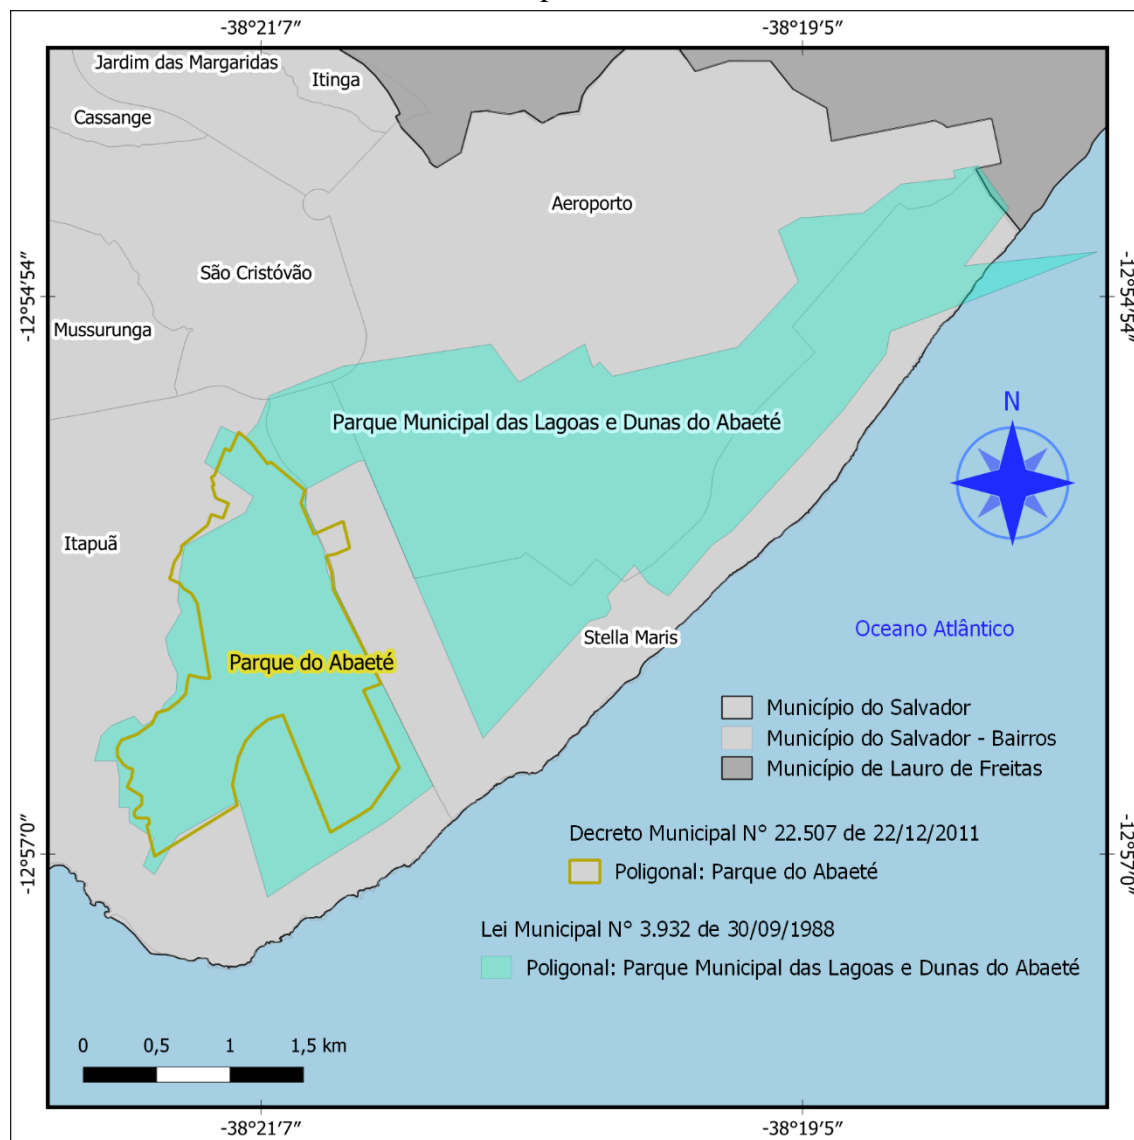 -38°21′7″
-38°19′5″
Jardim das Margaridas
Itinga
Cassange
Aeroporto
São Cristóvão
-12°54′54″
-12°54′54″
Mussurunga
Parque Municipal das Lagoas e Dunas do Abaeté
N
Itapuã
Oceano Atlântico
Stella Maris
Parque do Abaeté
Município do Salvador
Município do Salvador - Bairros
Município de Lauro de Freitas
Decreto Municipal N° 22.507 de 22/12/2011
-12°57′0″
-12°57′0″
Poligonal: Parque do Abaeté
Lei Municipal N° 3.932 de 30/09/1988
Poligonal: Parque Municipal das Lagoas e Dunas do Abaeté
0 0,5 1 1,5 km
-38°21′7″
-38°19′5″